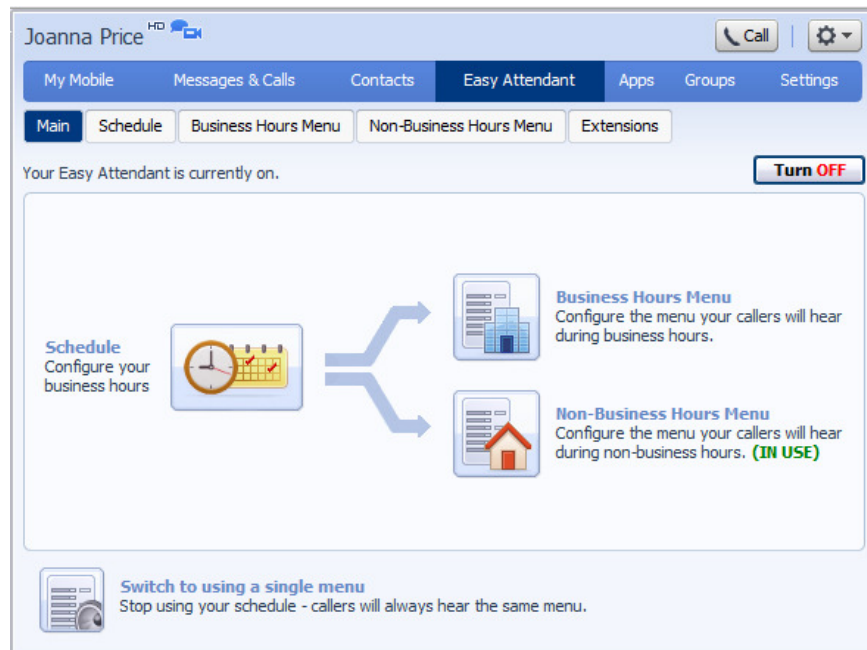 Joanna Price HD
Call
My Mobile Messages & Calls Contacts Easy Attendant Apps Groups Settings
Main Schedule Business Hours Menu Non-Business Hours Menu Extensions
Your Easy Attendant is currently on.
Turn OFF
Schedule
Configure your
business hours
Business Hours Menu
Configure the menu your callers will hear
during business hours.
Non-Business Hours Menu
Configure the menu your callers will hear
during non-business hours. (IN USE)
Switch to using a single menu
Stop using your schedule - callers will always hear the same menu.